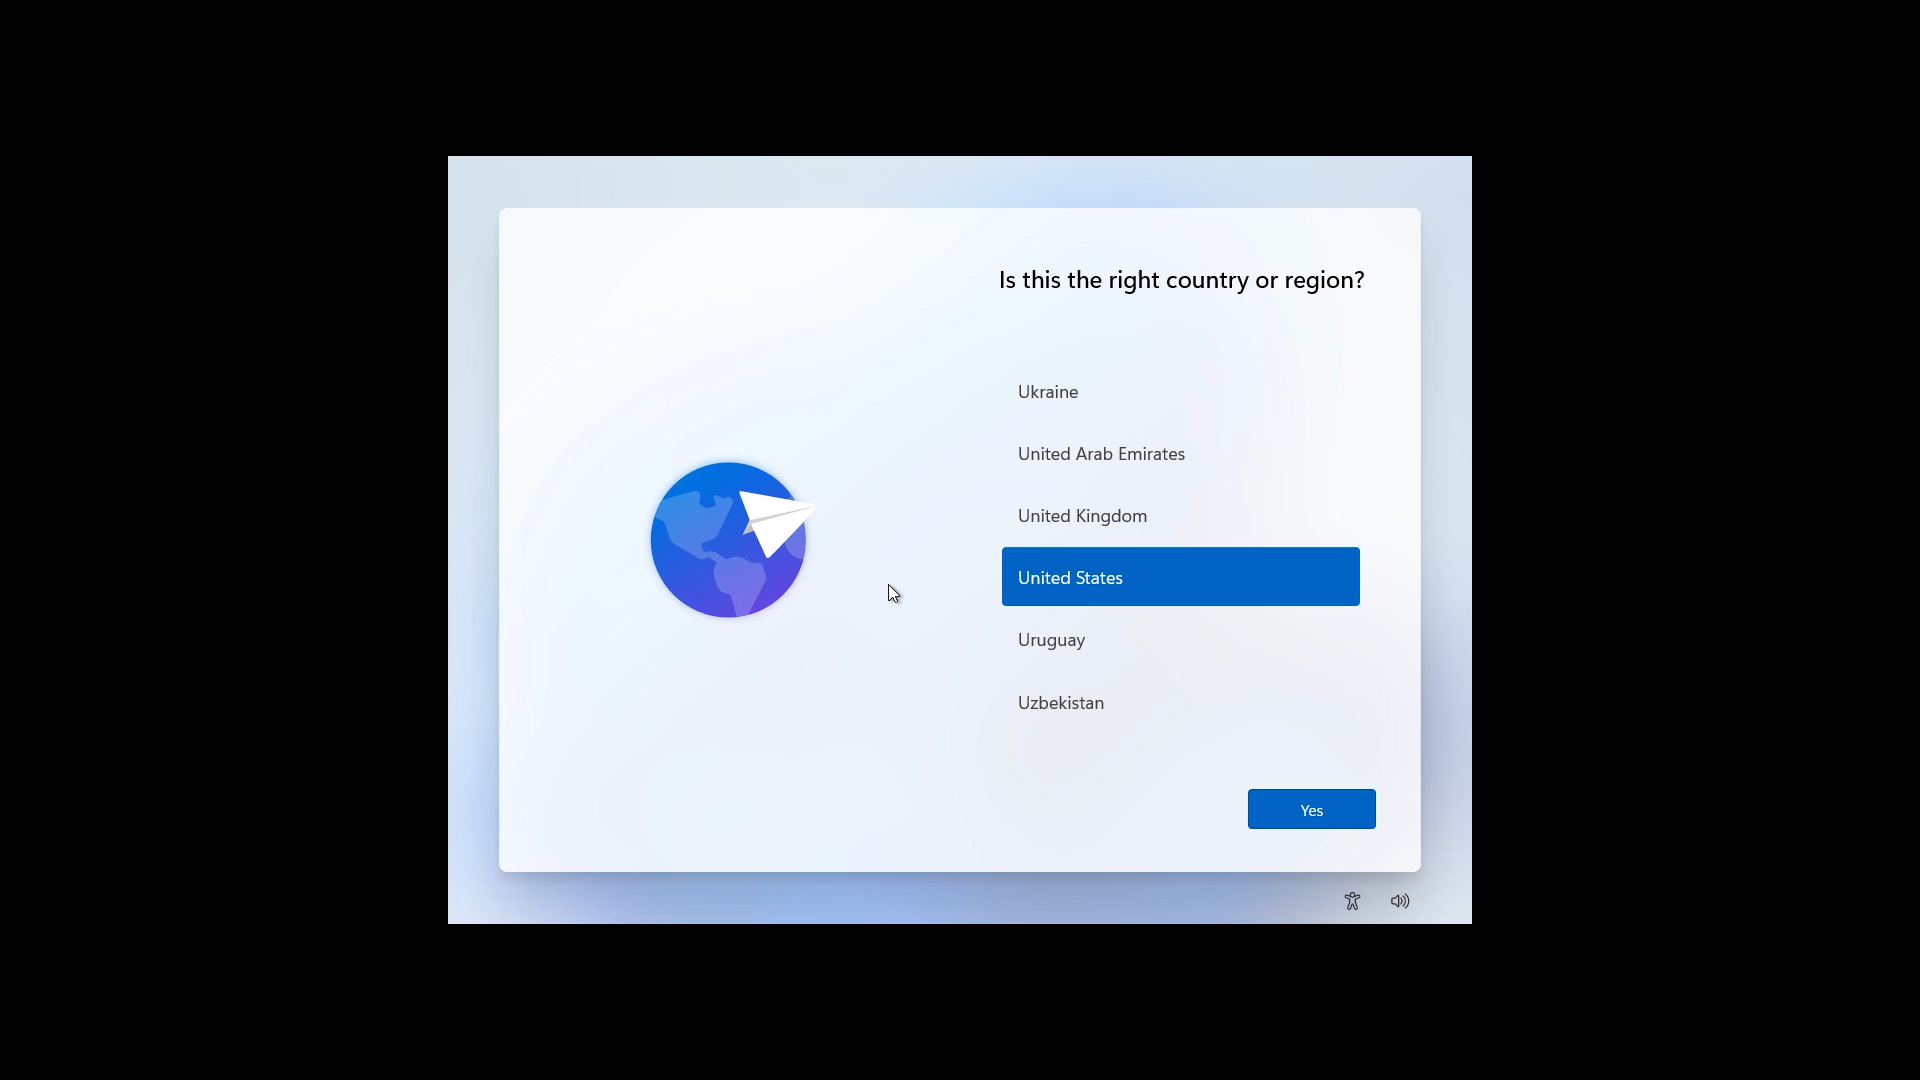 Is this the right country or region?
Ukraine
United Arab Emirates
United Kingdom
United States
Uruguay
Uzbekistan
Yes